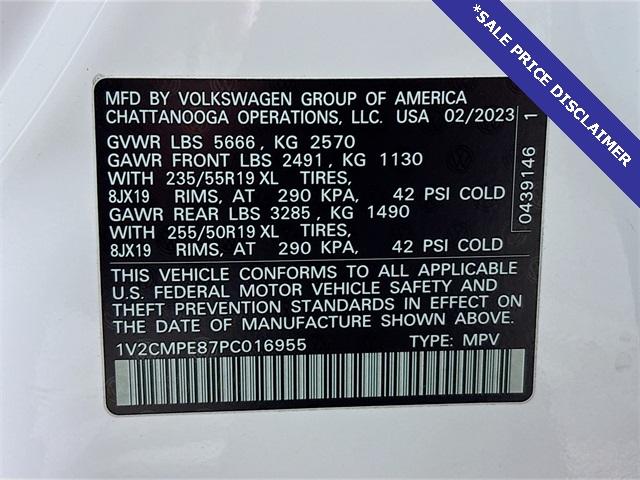 *SALE PRICE DISCLAIMER
MFD BY VOLKSWAGEN GROUP OF AMERICA
CHATTANOOGA OPERATIONS, LLC. USA 02/2023
GVWR LBS 5666 , KG 2570
GAWR FRONT LBS 2491 , KG 1130
WITH 235/55R19 XL TIRES,
8JX19 RIMS, AT 290 KPA, 42 PSI COLD
GAWR REAR LBS 3285 , KG 1490
WITH 255/50R19 XL TIRES,
8JX19 RIMS, AT 290 KPA, 42 PSI COLD
THIS VEHICLE CONFORMS TO ALL APPLICABLE
U.S. FEDERAL MOTOR VEHICLE SAFETY AND
THEFT PREVENTION STANDARDS IN EFFECT ON
THE DATE OF MANUFACTURE SHOWN ABOVE.
1V2CMPE87PC016955 TYPE: MPV
0439146 1